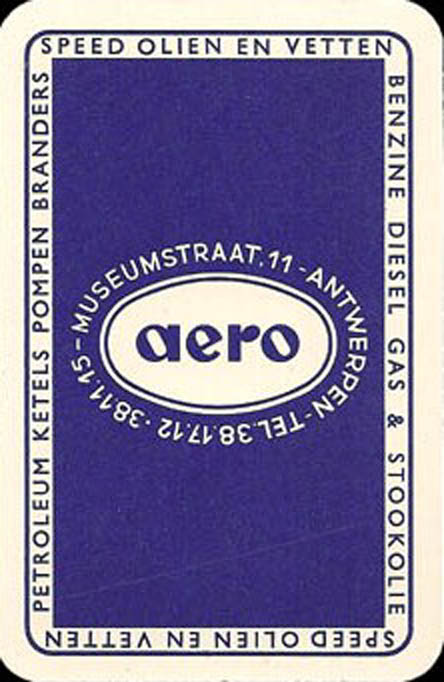 SPEED OLIEN EN VETTEN
BENZINE DIESEL GAS & STOOKOLIE
SPEED OLIEN EN VETTEN
PETROLEUM KETELS POMPEN BRANDERS
MUSEUMSTRAAT.11-ANTWERPEN-TEL.38.17.12·38.11.15-
aero